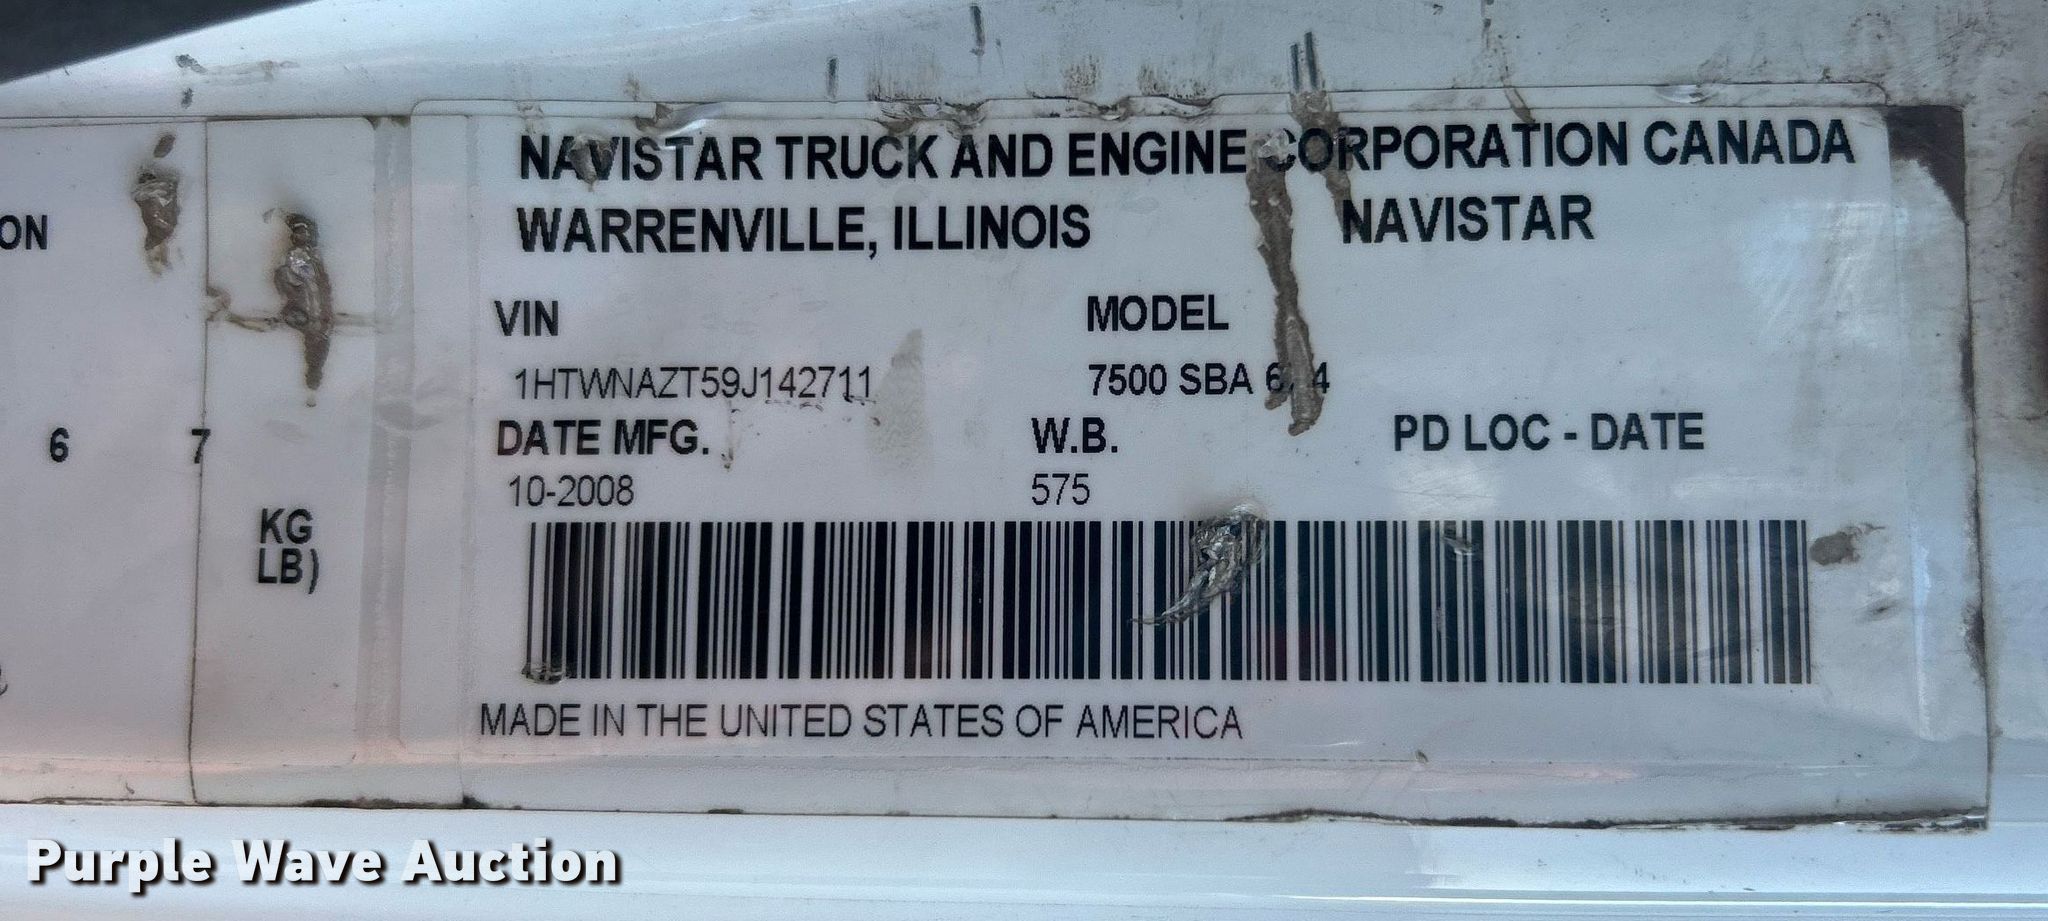 NAVISTAR TRUCK AND ENGINE CORPORATION CANADA
WARRENVILLE, ILLINOIS NAVISTAR
ON
VIN MODEL
1HTWNAZT59J142711 7500 SBA
DATE MFG. W.B. PD LOC - DATE
6 7
10-2008 575
KG
LB)
MADE IN THE UNITED STATES OF AMERICA
Purple Wave Auction